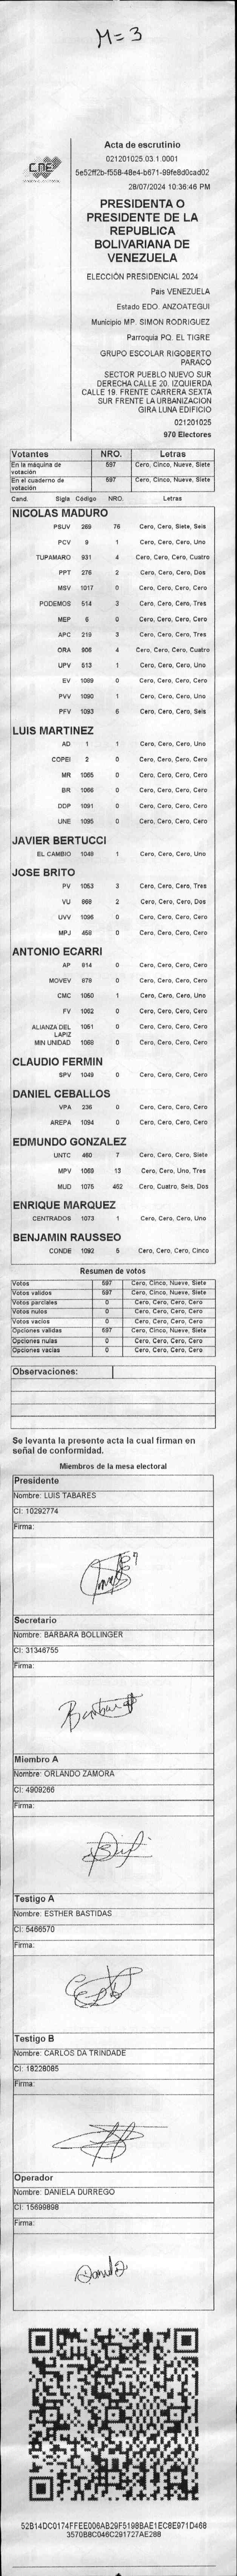 M=3
CNE
Acta de escrutinio
021201025.03.1.0001
5e52ff2b-f558-48e4-b671-99fe8d0cad02
28/07/2024 10:36:46 PM
PRESIDENTA O
PRESIDENTE DE LA
REPUBLICA
BOLIVARIANA DE
VENEZUELA
ELECCIÓN PRESIDENCIAL 2024
Pais VENEZUELA
Estado EDO. ANZOATEGUI
Municipio MP. SIMON RODRIGUEZ
Parroquia PQ. EL TIGRE
GRUPO ESCOLAR RIGOBERTO
PARACO
SECTOR PUEBLO NUEVO SUR
DERECHA CALLE 20. IZQUIERDA
CALLE 19. FRENTE CARRERA SEXTA
SUR FRENTE LA URBANIZACION
GIRA LUNA EDIFICIO
021201025
970 Electores
Votantes NRO. Letras
En la máquina de votación 597 Cero, Cinco, Nueve, Siete
En el cuaderno de votación 597 Cero, Cinco, Nueve, Siete
Cand. Sigla Código NRO. Letras
NICOLAS MADURO
PSUV 269 76 Cero, Cero, Siete, Seis
PCV 9 1 Cero, Cero, Cero, Uno
TUPAMARO 931 4 Cero, Cero, Cero, Cuatro
PPT 276 2 Cero, Cero, Cero, Dos
MSV 1017 0 Cero, Cero, Cero, Cero
PODEMOS 514 3 Cero, Cero, Cero, Tres
MEP 6 0 Cero, Cero, Cero, Cero
APC 219 3 Cero, Cero, Cero, Tres
ORA 906 4 Cero, Cero, Cero, Cuatro
UPV 613 1 Cero, Cero, Cero, Uno
EV 1089 0 Cero, Cero, Cero, Cero
PVV 1090 1 Cero, Cero, Cero, Uno
PFV 1093 6 Cero, Cero, Cero, Seis
LUIS MARTINEZ
AD 1 1 Cero, Cero, Cero, Uno
COPEI 2 0 Cero, Cero, Cero, Cero
MR 1065 0 Cero, Cero, Cero, Cero
BR 1066 0 Cero, Cero, Cero, Cero
DDP 1091 0 Cero, Cero, Cero, Cero
UNE 1095 0 Cero, Cero, Cero, Cero
JAVIER BERTUCCI
EL CAMBIO 1048 1 Cero, Cero, Cero, Uno
JOSE BRITO
PV 1053 3 Cero, Cero, Cero, Tres
VU 868 2 Cero, Cero, Cero, Dos
UVV 1096 0 Cero, Cero, Cero, Cero
MPJ 458 0 Cero, Cero, Cero, Cero
ANTONIO ECARRI
AP 914 0 Cero, Cero, Cero, Cero
MOVEV 879 0 Cero, Cero, Cero, Cero
CMC 1050 1 Cero, Cero, Cero, Uno
FV 1052 0 Cero, Cero, Cero, Cero
ALIANZA DEL LAPIZ 1051 0 Cero, Cero, Cero, Cero
MIN UNIDAD 1068 0 Cero, Cero, Cero, Cero
CLAUDIO FERMIN
SPV 1049 0 Cero, Cero, Cero, Cero
DANIEL CEBALLOS
VPA 236 0 Cero, Cero, Cero, Cero
AREPA 1094 0 Cero, Cero, Cero, Cero
EDMUNDO GONZALEZ
UNTC 460 7 Cero, Cero, Cero, Siete
MPV 1069 13 Cero, Cero, Uno, Tres
MUD 1075 462 Cero, Cuatro, Seis, Dos
ENRIQUE MARQUEZ
CENTRADOS 1073 1 Cero, Cero, Cero, Uno
BENJAMIN RAUSSEO
CONDE 1092 5 Cero, Cero, Cero, Cinco
Resumen de votos
Votos 597 Cero, Cinco, Nueve, Siete
Votos validos 597 Cero, Cinco, Nueve, Siete
Votos parciales 0 Cero, Cero, Cero, Cero
Votos nulos 0 Cero, Cero, Cero, Cero
Votos vacios 0 Cero, Cero, Cero, Cero
Opciones validas 597 Cero, Cinco, Nueve, Siete
Opciones nulas 0 Cero, Cero, Cero, Cero
Opciones vacias 0 Cero, Cero, Cero, Cero
Observaciones:
Se levanta la presente acta la cual firman en
señal de conformidad.
Miembros de la mesa electoral
Presidente
Nombre: LUIS TABARES
CI: 10292774
Firma:
Secretario
Nombre: BARBARA BOLLINGER
CI: 31346755
Firma:
Miembro A
Nombre: ORLANDO ZAMORA
CI: 4909266
Firma:
Testigo A
Nombre: ESTHER BASTIDAS
CI: 5466570
Firma:
Testigo B
Nombre: CARLOS DA TRINDADE
CI: 18226085
Firma:
Operador
Nombre: DANIELA DURREGO
CI: 15699898
Firma:
52B14DC0174FFEE006AB29F5198BAE1EC8E971D468
3570B8C046C291727AE288